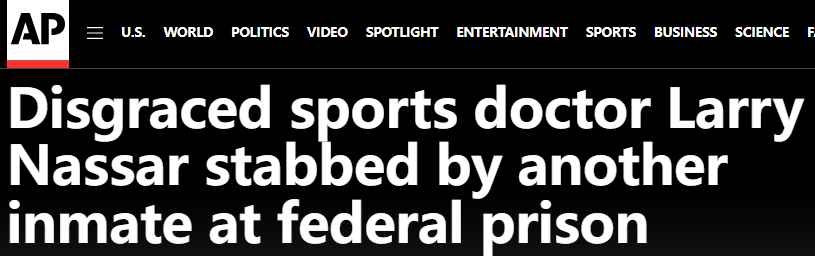 AP U.S. WORLD POLITICS VIDEO SPOTLIGHT ENTERTAINMENT SPORTS BUSINESS SCIENCE
Disgraced sports doctor Larry
Nassar stabbed by another
inmate at federal prison